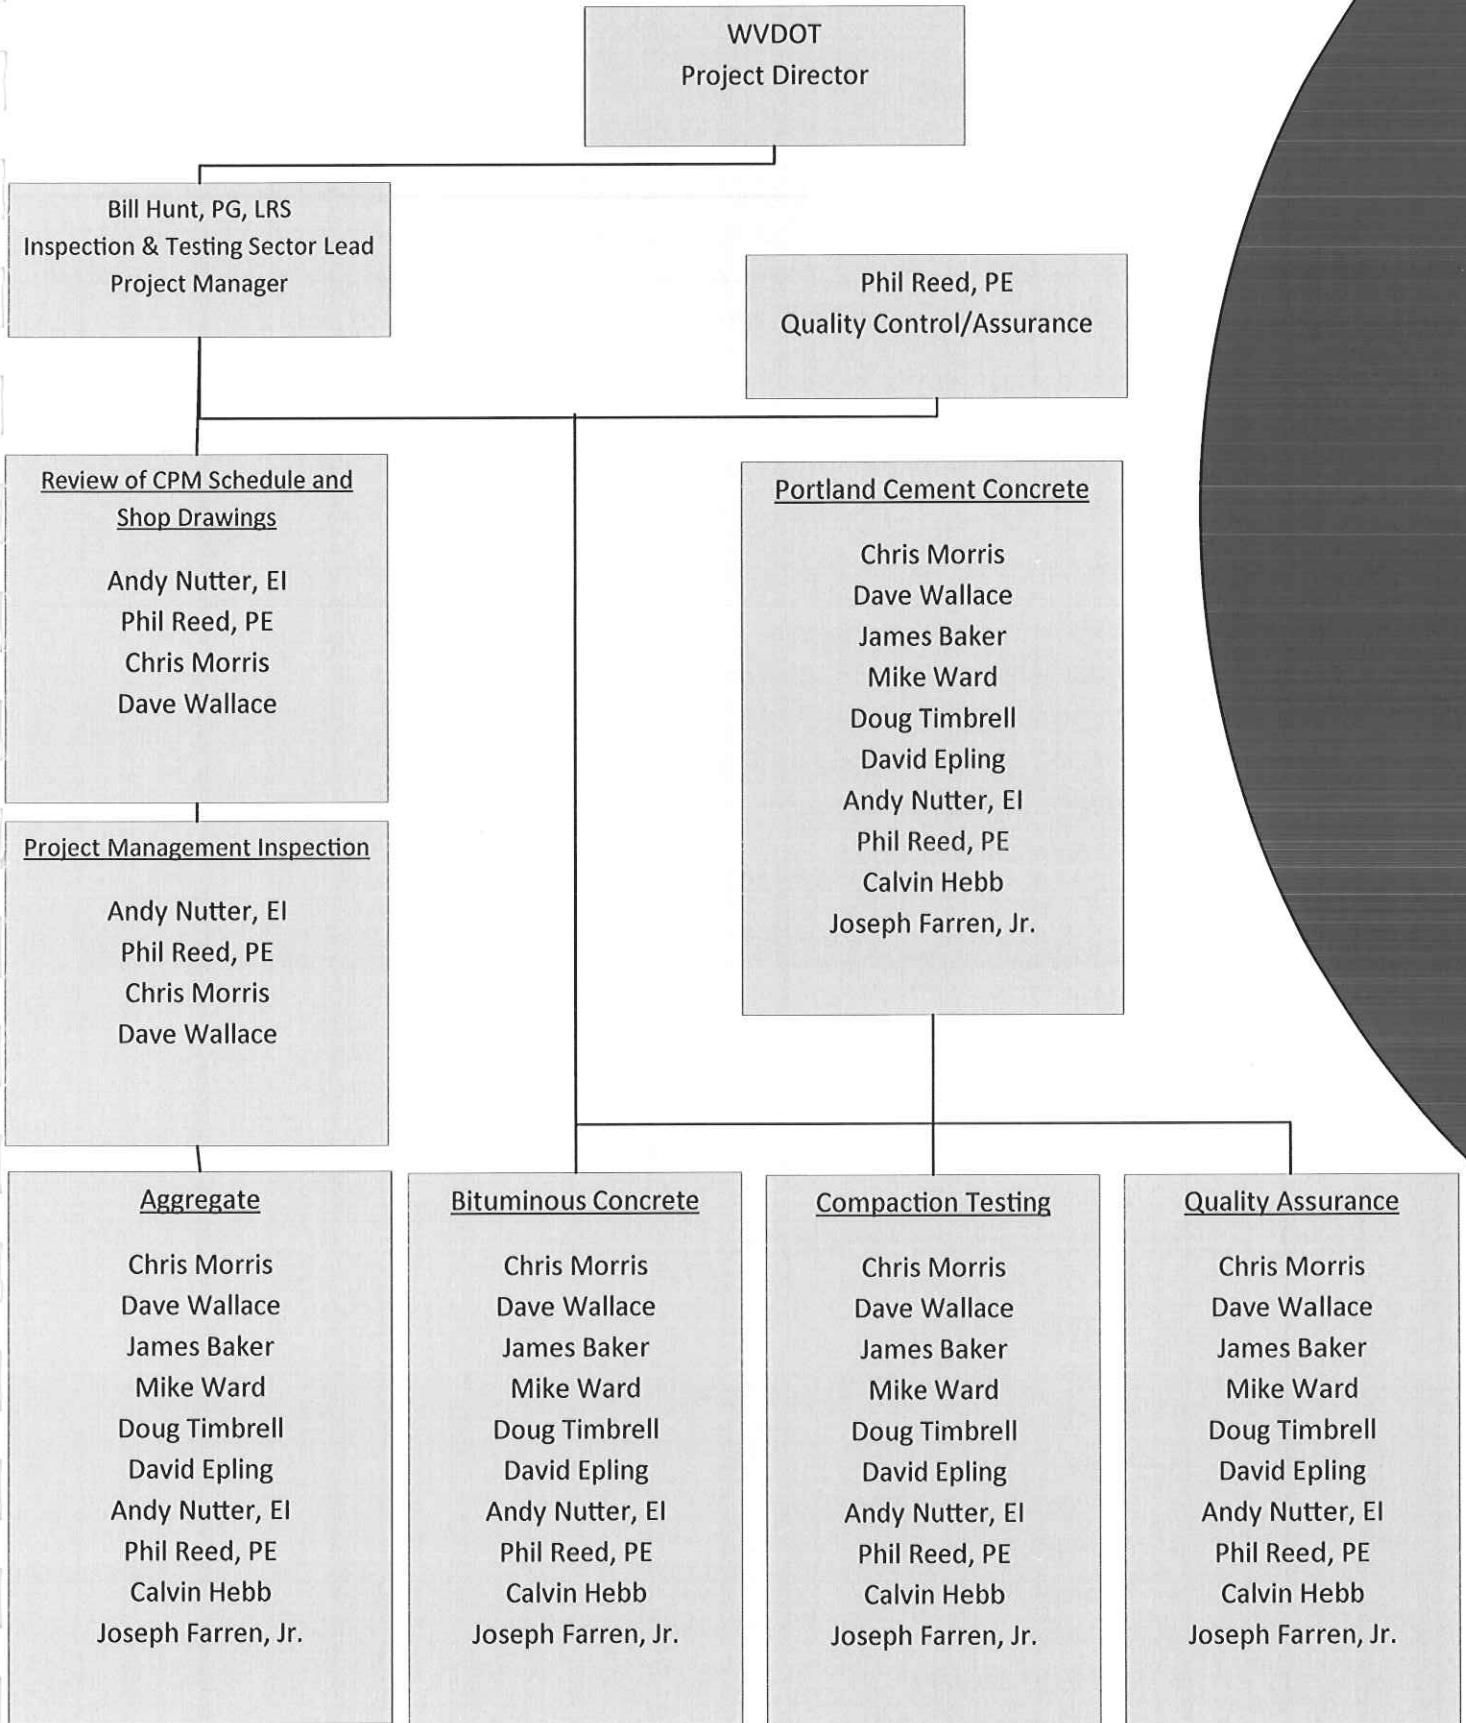 WVDOT
Project Director
Bill Hunt, PG, LRS
Inspection & Testing Sector Lead
Project Manager
Phil Reed, PE
Quality Control/Assurance
Review of CPM Schedule and
Shop Drawings
Andy Nutter, EI
Phil Reed, PE
Chris Morris
Dave Wallace
Portland Cement Concrete
Chris Morris
Dave Wallace
James Baker
Mike Ward
Doug Timbrell
David Epling
Andy Nutter, EI
Phil Reed, PE
Calvin Hebb
Joseph Farren, Jr.
Project Management Inspection
Andy Nutter, EI
Phil Reed, PE
Chris Morris
Dave Wallace
Aggregate
Chris Morris
Dave Wallace
James Baker
Mike Ward
Doug Timbrell
David Epling
Andy Nutter, EI
Phil Reed, PE
Calvin Hebb
Joseph Farren, Jr.
Bituminous Concrete
Chris Morris
Dave Wallace
James Baker
Mike Ward
Doug Timbrell
David Epling
Andy Nutter, EI
Phil Reed, PE
Calvin Hebb
Joseph Farren, Jr.
Compaction Testing
Chris Morris
Dave Wallace
James Baker
Mike Ward
Doug Timbrell
David Epling
Andy Nutter, EI
Phil Reed, PE
Calvin Hebb
Joseph Farren, Jr.
Quality Assurance
Chris Morris
Dave Wallace
James Baker
Mike Ward
Doug Timbrell
David Epling
Andy Nutter, EI
Phil Reed, PE
Calvin Hebb
Joseph Farren, Jr.